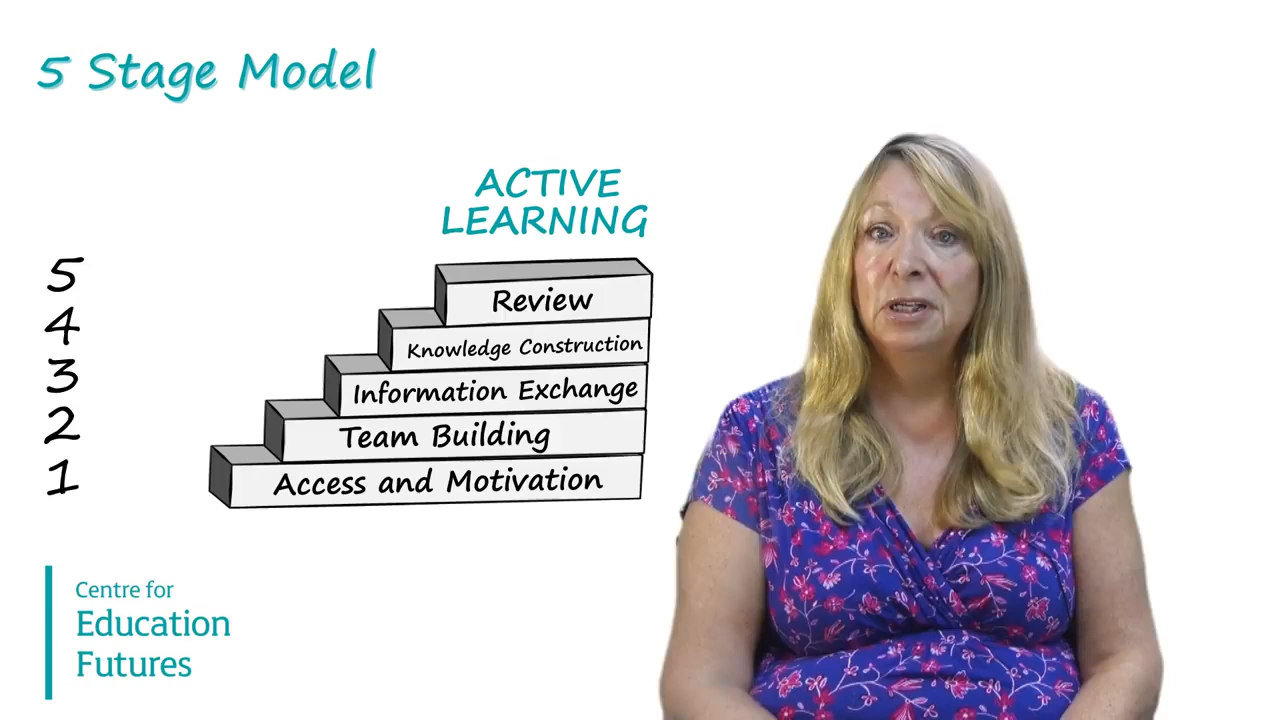 5 Stage Model
ACTIVE
LEARNING
5
Review
4
Knowledge Construction
3
Information Exchange
2
Team Building
1
Access and Motivation
Centre for
Education
Futures